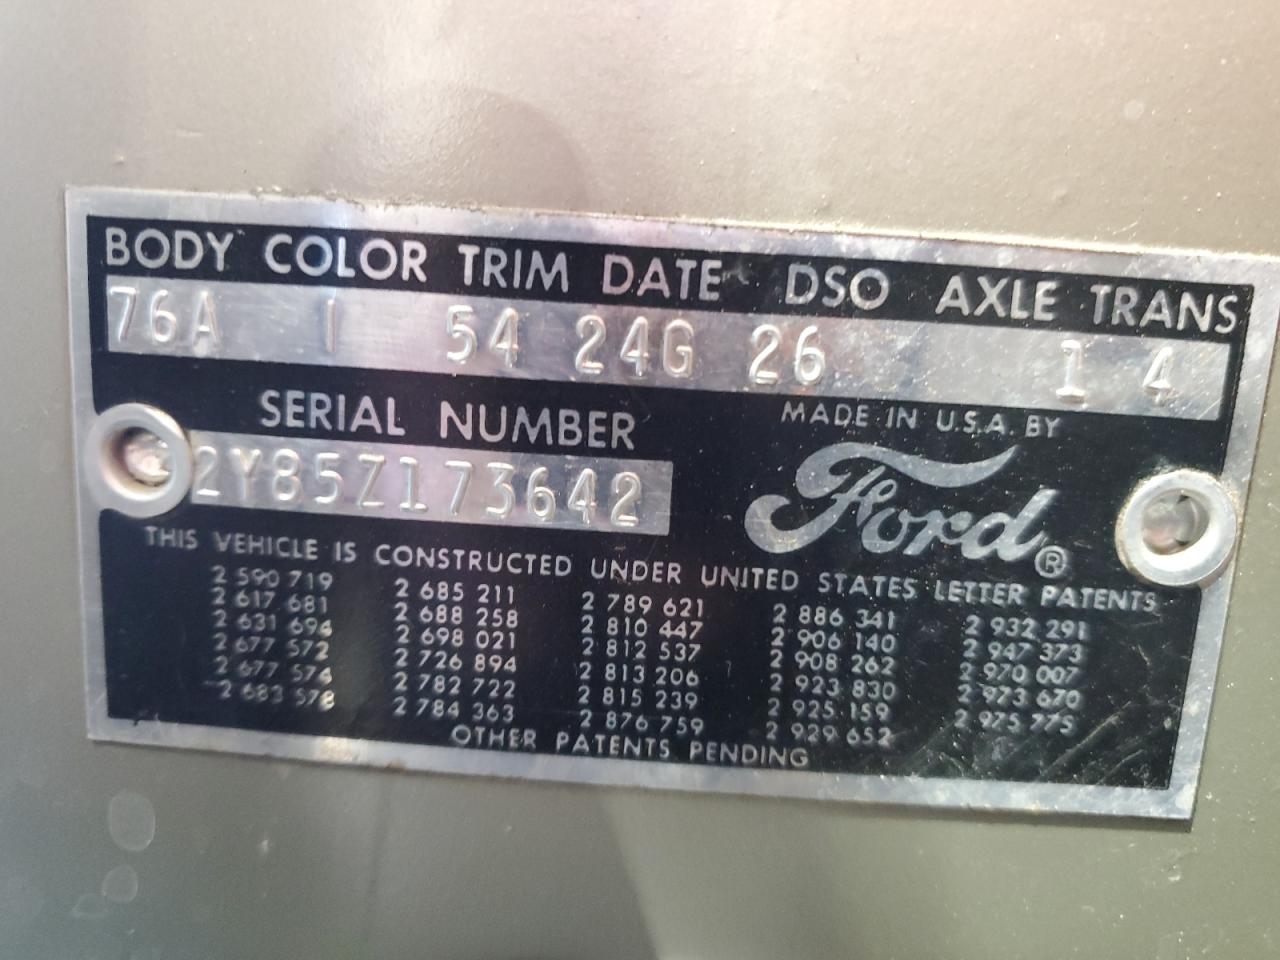 BODY COLOR TRIM DATE DSO AXLE TRANS
76A I 54 24G 26 1 4
SERIAL NUMBER
2Y85Z173642
MADE IN U.S.A. BY
Ford®
THIS VEHICLE IS CONSTRUCTED UNDER UNITED STATES LETTER PATENTS
2 590 719 2 685 211 2 789 621 2 886 341 2 932 291
2 617 681 2 688 258 2 810 447 2 906 140 2 947 373
2 631 694 2 698 021 2 812 537 2 908 262 2 970 007
2 677 572 2 726 894 2 813 206 2 923 830 2 973 670
2 677 574 2 782 722 2 815 239 2 925 159 2 975 775
2 683 578 2 784 363 2 876 759 2 929 652
OTHER PATENTS PENDING